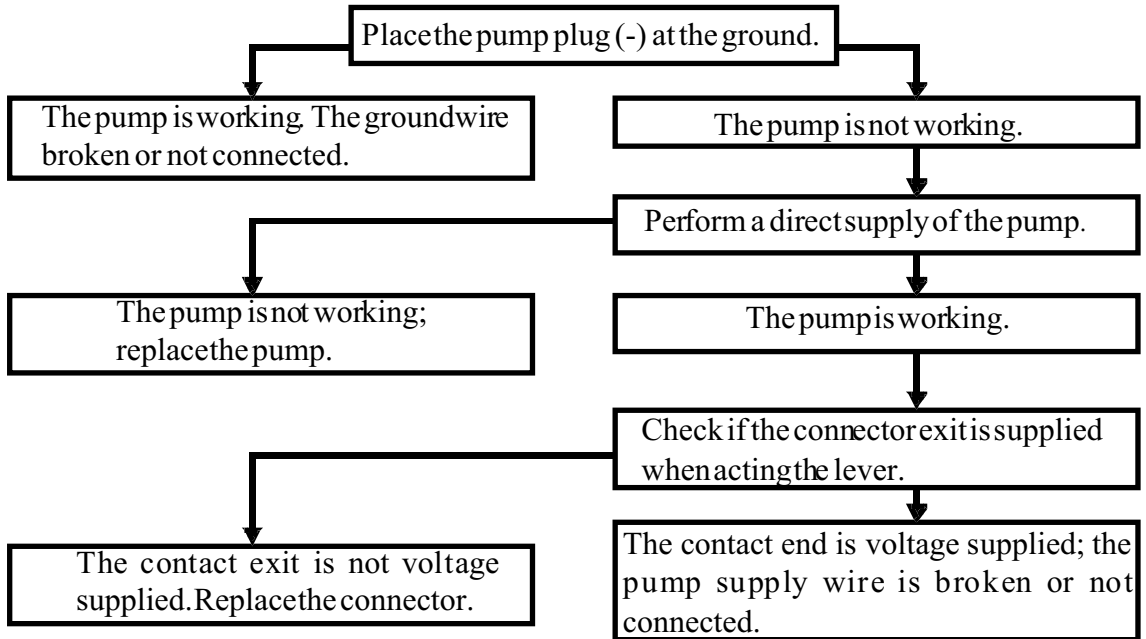 Place the pump plug (-) at the ground.
The pump is working. The ground wire
broken or not connected.
The pump is not working.
Perform a direct supply of the pump.
The pump is not working;
replace the pump.
The pump is working.
Check if the connector exit is supplied
when acting the lever.
The contact exit is not voltage
supplied. Replace the connector.
The contact end is voltage supplied; the
pump supply wire is broken or not
connected.